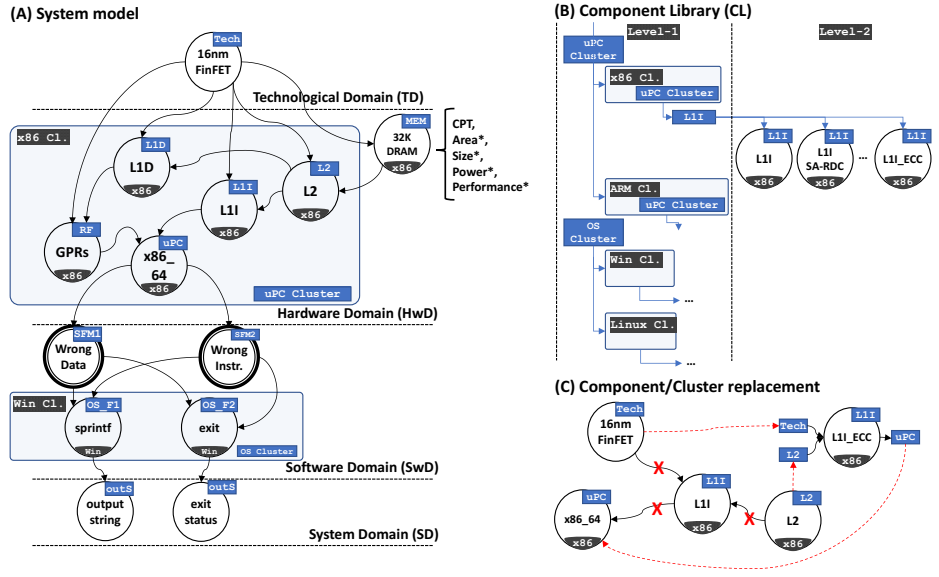 (A) System model
Tech
16nm
FinFET
Technological Domain (TD)
x86 Cl.
L1D
L1D
x86
L1I
L1I
x86
L2
L2
x86
MEM
32K
DRAM
x86
CPT,
Area*,
Size*,
Power*,
Performance*
RF
GPRs
x86
uPC
x86_
64
x86
uPC Cluster
Hardware Domain (HwD)
SFM1
Wrong
Data
SFM2
Wrong
Instr.
Win Cl.
OS_F1
sprintf
Win
OS_F2
exit
Win
OS Cluster
Software Domain (SwD)
outS
output
string
outS
exit
status
System Domain (SD)
(B) Component Library (CL)
Level-1
Level-2
uPC
Cluster
x86 Cl.
uPC Cluster
L1I
L1I
L1I
x86
L1I
L1I
SA-RDC
x86
...
L1I
L1I_ECC
x86
ARM Cl.
uPC Cluster
OS
Cluster
Win Cl.
...
Linux Cl.
...
(C) Component/Cluster replacement
Tech
16nm
FinFET
Tech
L2
L1I
L1I_ECC
x86
uPC
X
uPC
x86_64
x86
X
L1I
L1I
x86
X
L2
L2
x86